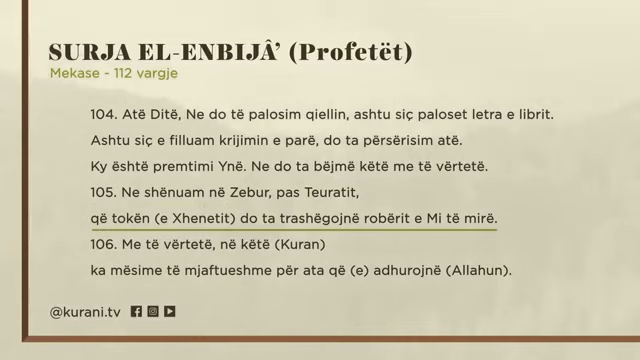 SURJA EL-ENBIJÂ’ (Profetët)
Mekase - 112 vargje
104. Atë Ditë, Ne do të palosim qiellin, ashtu siç paloset letra e librit.
Ashtu siç e filluam krijimin e parë, do ta përsërisim atë.
Ky është premtimi Ynë. Ne do ta bëjmë këtë me të vërtetë.
105. Ne shënuam në Zebur, pas Teuratit,
që tokën (e Xhenetit) do ta trashëgojnë robërit e Mi të mirë.
106. Me të vërtetë, në këtë (Kuran)
ka mësime të mjaftueshme për ata që (e) adhurojnë (Allahun).
@kurani.tv